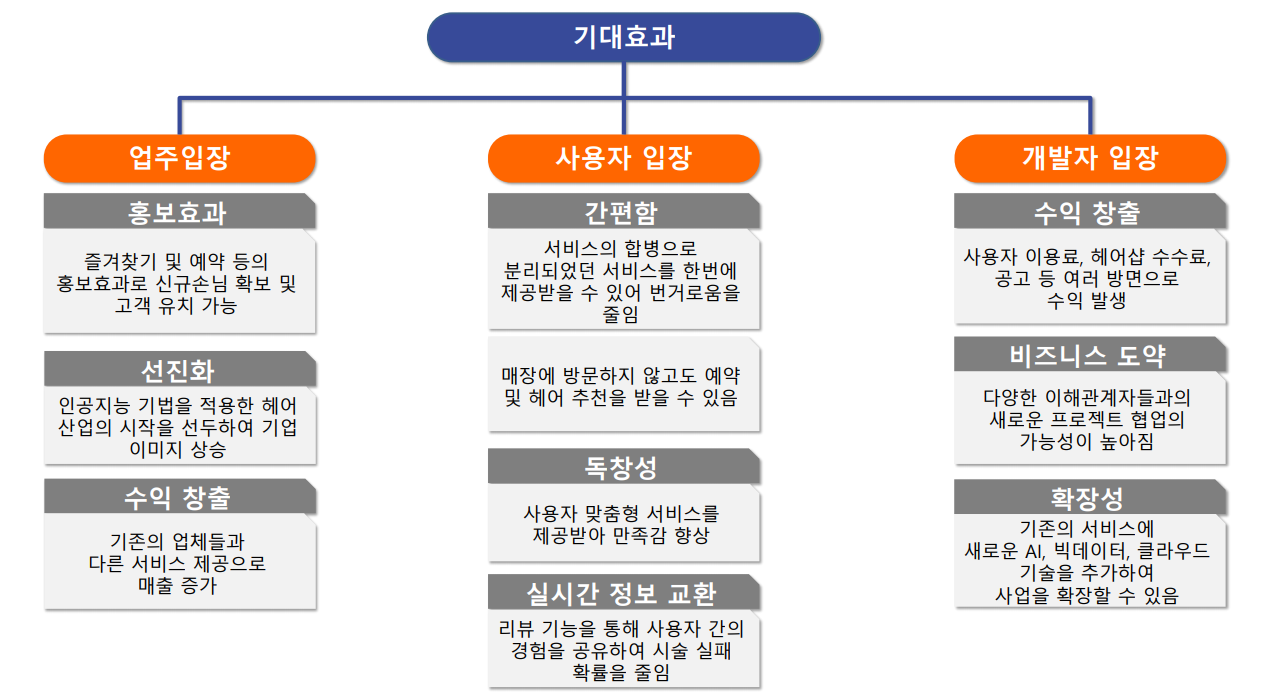 기대효과
업주입장
홍보효과
즐겨찾기 및 예약 등의
홍보효과로 신규손님 확보 및
고객 유치 가능
선진화
인공지능 기법을 적용한 헤어
산업의 시작을 선두하여 기업
이미지 상승
수익 창출
기존의 업체들과
다른 서비스 제공으로
매출 증가
사용자 입장
간편함
서비스의 합병으로
분리되었던 서비스를 한번에
제공받을 수 있어 번거로움을
줄임
매장에 방문하지 않고도 예약
및 헤어 추천을 받을 수 있음
독창성
사용자 맞춤형 서비스를
제공받아 만족감 향상
실시간 정보 교환
리뷰 기능을 통해 사용자 간의
경험을 공유하여 시술 실패
확률을 줄임
개발자 입장
수익 창출
사용자 이용료, 헤어샵 수수료,
공고 등 여러 방면으로
수익 발생
비즈니스 도약
다양한 이해관계자들과의
새로운 프로젝트 협업의
가능성이 높아짐
확장성
기존의 서비스에
새로운 AI, 빅데이터, 클라우드
기술을 추가하여
사업을 확장할 수 있음